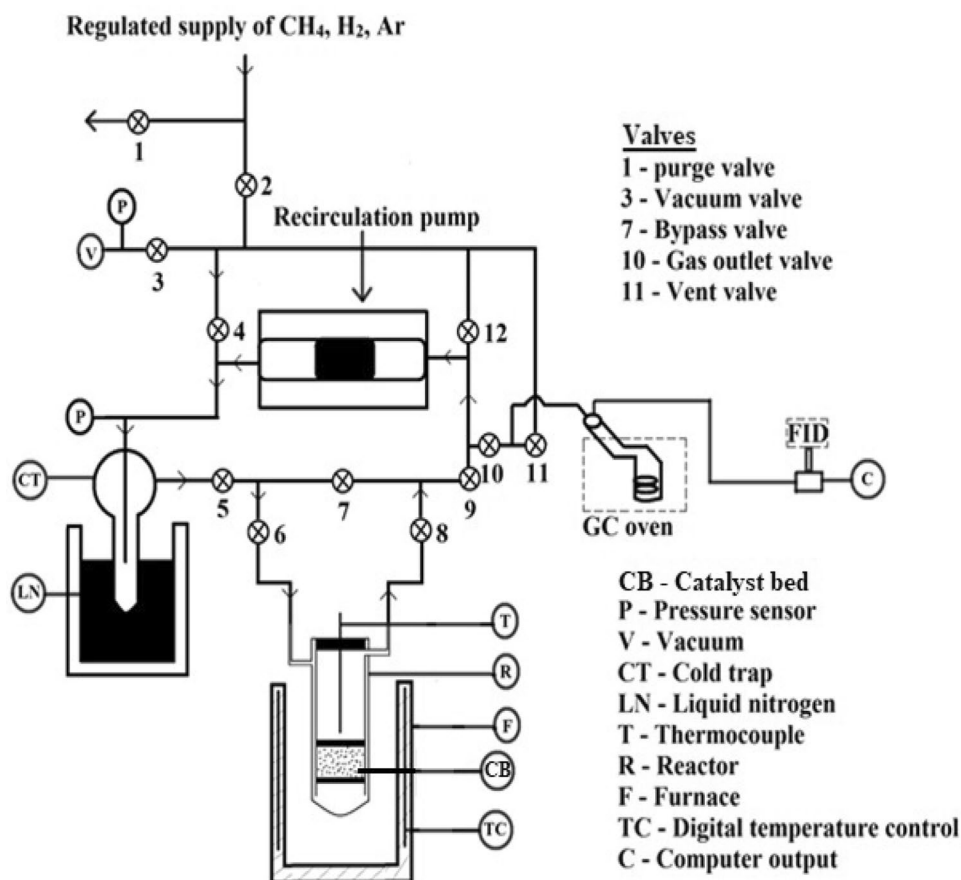 Regulated supply of CH₄, H₂, Ar
1
2
P
V
3
Recirculation pump
4
12
Valves
1 - purge valve
3 - Vacuum valve
7 - Bypass valve
10 - Gas outlet valve
11 - Vent valve
P
CT
5
7
9
10
11
FID
C
GC oven
6
8
LN
T
R
F
CB
TC
CB - Catalyst bed
P - Pressure sensor
V - Vacuum
CT - Cold trap
LN - Liquid nitrogen
T - Thermocouple
R - Reactor
F - Furnace
TC - Digital temperature control
C - Computer output